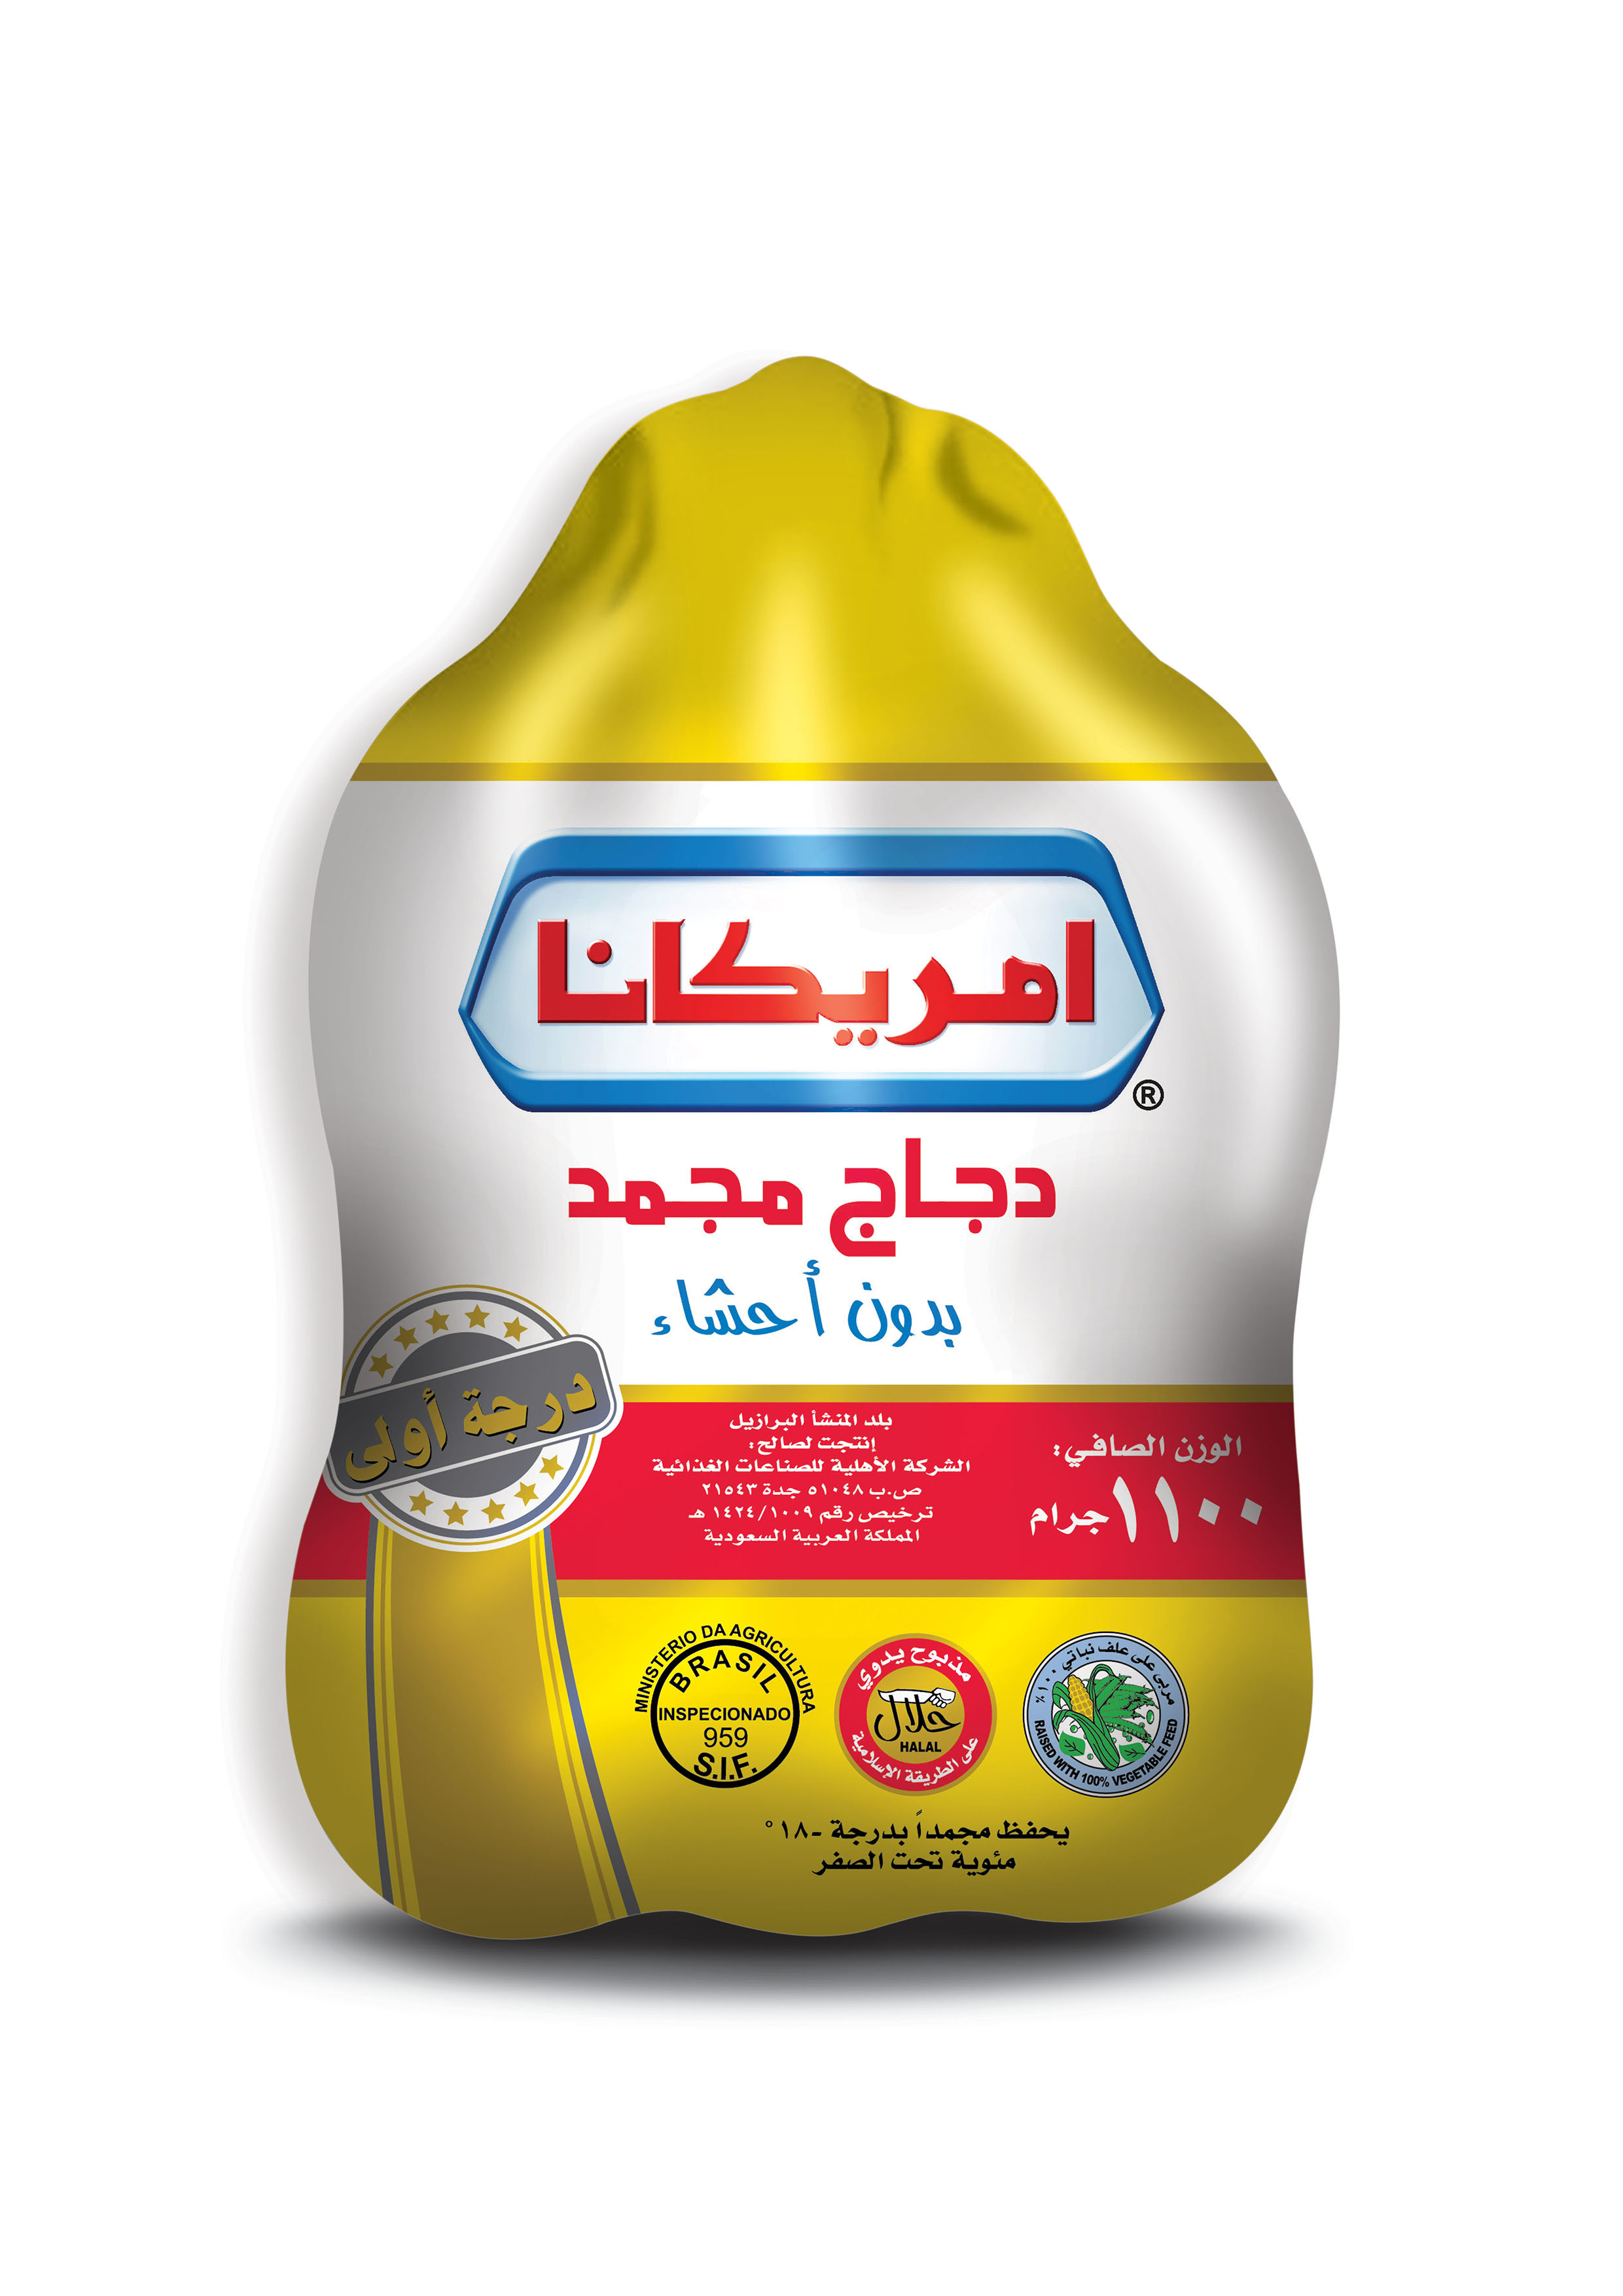 امريكانا
®
دجاج مجمد
بدون أحشاء
درجة أولى
بلد المنشأ البرازيل
إنتجت لصالح:
الشركة الأهلية للصناعات الغذائية
ص.ب ٥١٠٤٨ جدة ٢١٥٤٣
ترخيص رقم ١٤٢٤/١٠٠٩ هـ
المملكة العربية السعودية
الوزن الصافي:
١١٠٠ جرام
MINISTERIO DA AGRICULTURA
BRASIL
INSPECIONADO
959
S.I.F.
مذبوح يدوي
حلال
HALAL
على الطريقة الإسلامية
مربى على علف نباتي ١٠٠٪
RAISED WITH 100% VEGETABLE FEED
يحفظ مجمداً بدرجة -١٨°
مئوية تحت الصفر